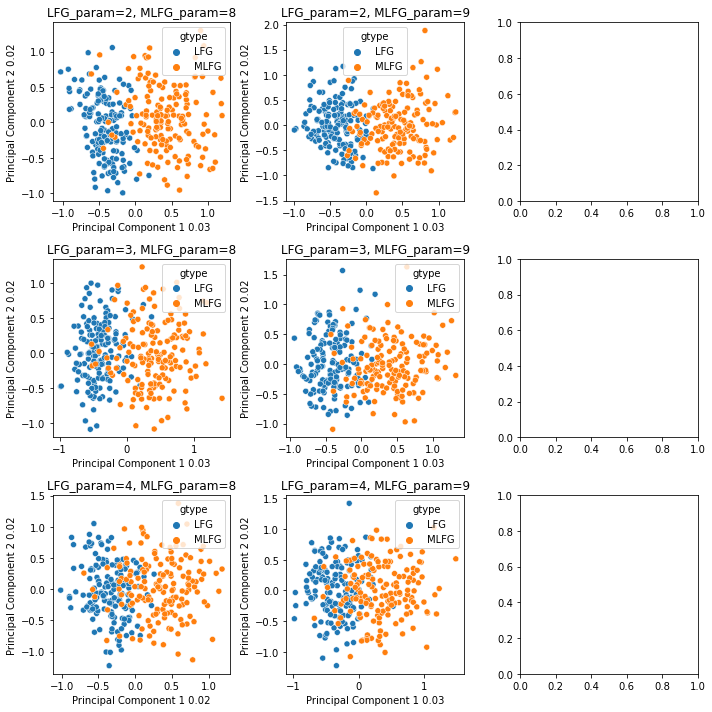 LFG_param=2, MLFG_param=8
Principal Component 2 0.02
1.0
0.5
0.0
−0.5
−1.0
gtype
LFG
MLFG
−1.0 −0.5 0.0 0.5 1.0
Principal Component 1 0.03
LFG_param=2, MLFG_param=9
Principal Component 2 0.02
2.0
1.5
1.0
0.5
0.0
−0.5
−1.0
−1.5
gtype
LFG
MLFG
−1.0 −0.5 0.0 0.5 1.0
Principal Component 1 0.03
1.0
0.8
0.6
0.4
0.2
0.0
0.0 0.2 0.4 0.6 0.8 1.0
LFG_param=3, MLFG_param=8
Principal Component 2 0.02
1.0
0.5
0.0
−0.5
−1.0
gtype
LFG
MLFG
−1 0 1
Principal Component 1 0.03
LFG_param=3, MLFG_param=9
Principal Component 2 0.02
1.5
1.0
0.5
0.0
−0.5
−1.0
gtype
LFG
MLFG
−1.0 −0.5 0.0 0.5 1.0
Principal Component 1 0.03
1.0
0.8
0.6
0.4
0.2
0.0
0.0 0.2 0.4 0.6 0.8 1.0
LFG_param=4, MLFG_param=8
Principal Component 2 0.02
1.5
1.0
0.5
0.0
−0.5
−1.0
gtype
LFG
MLFG
−1.0 −0.5 0.0 0.5 1.0
Principal Component 1 0.02
LFG_param=4, MLFG_param=9
Principal Component 2 0.02
1.5
1.0
0.5
0.0
−0.5
−1.0
gtype
LFG
MLFG
−1 0 1
Principal Component 1 0.03
1.0
0.8
0.6
0.4
0.2
0.0
0.0 0.2 0.4 0.6 0.8 1.0